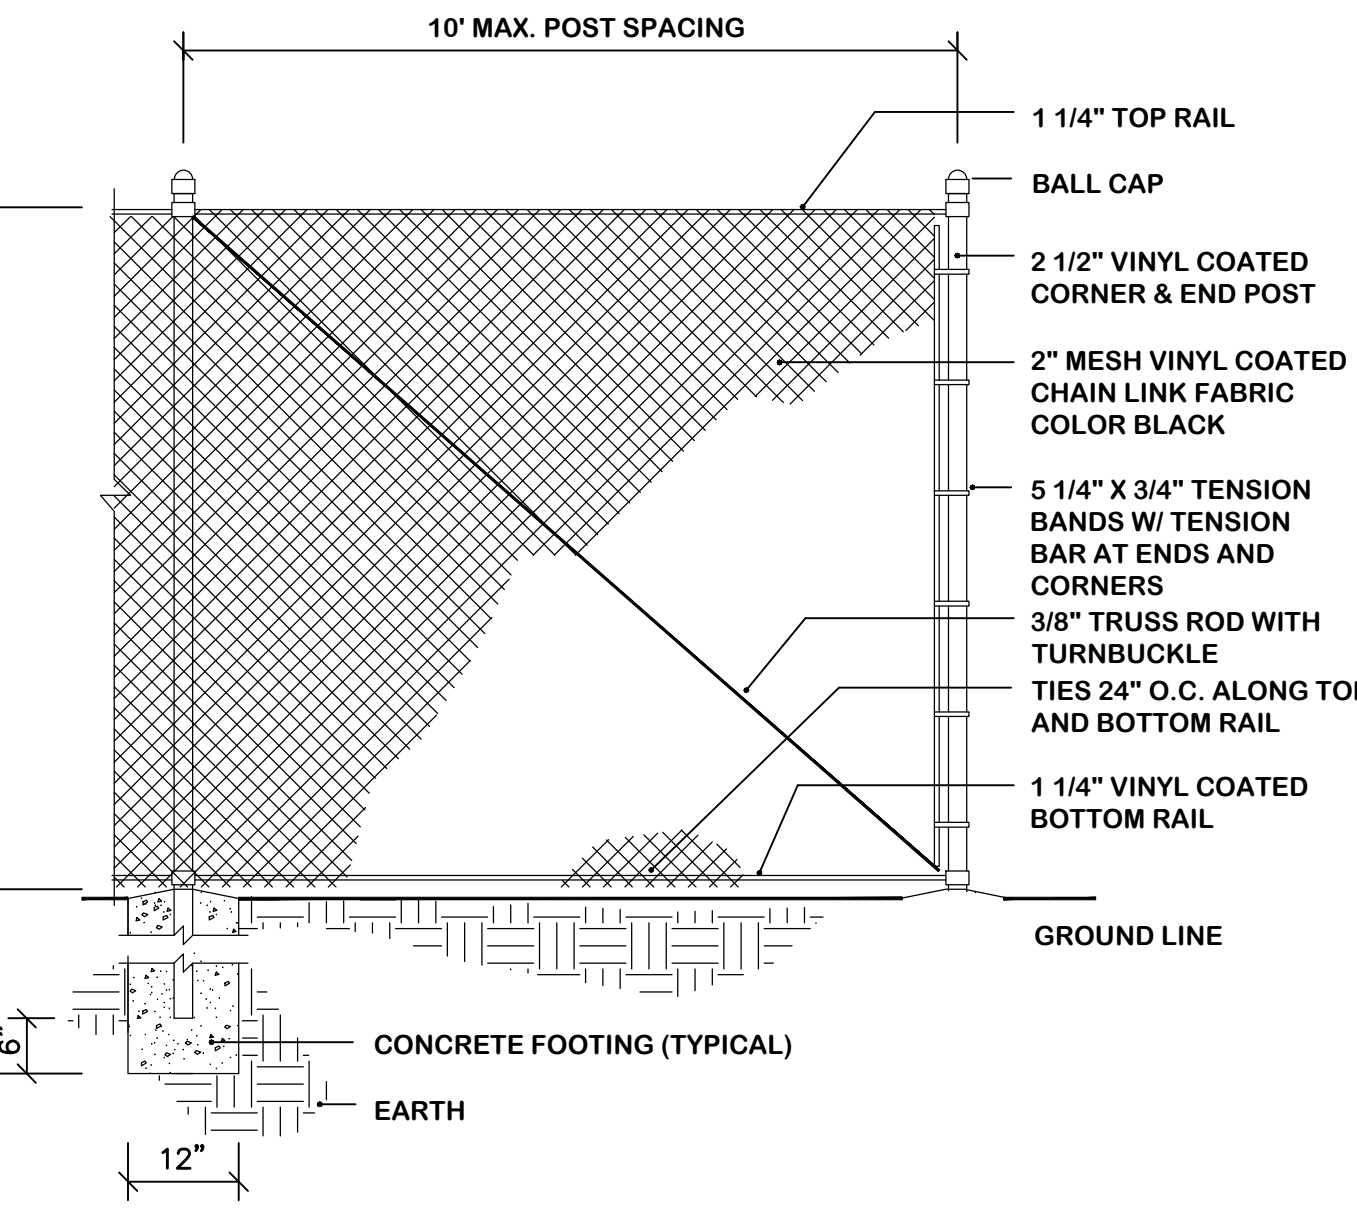 10' MAX. POST SPACING
1 1/4" TOP RAIL
BALL CAP
2 1/2" VINYL COATED
CORNER & END POST
2" MESH VINYL COATED
CHAIN LINK FABRIC
COLOR BLACK
5 1/4" X 3/4" TENSION
BANDS W/ TENSION
BAR AT ENDS AND
CORNERS
3/8" TRUSS ROD WITH
TURNBUCKLE
TIES 24" O.C. ALONG
AND BOTTOM RAIL
1 1/4" VINYL COATED
BOTTOM RAIL
GROUND LINE
6"
CONCRETE FOOTING (TYPICAL)
EARTH
12”